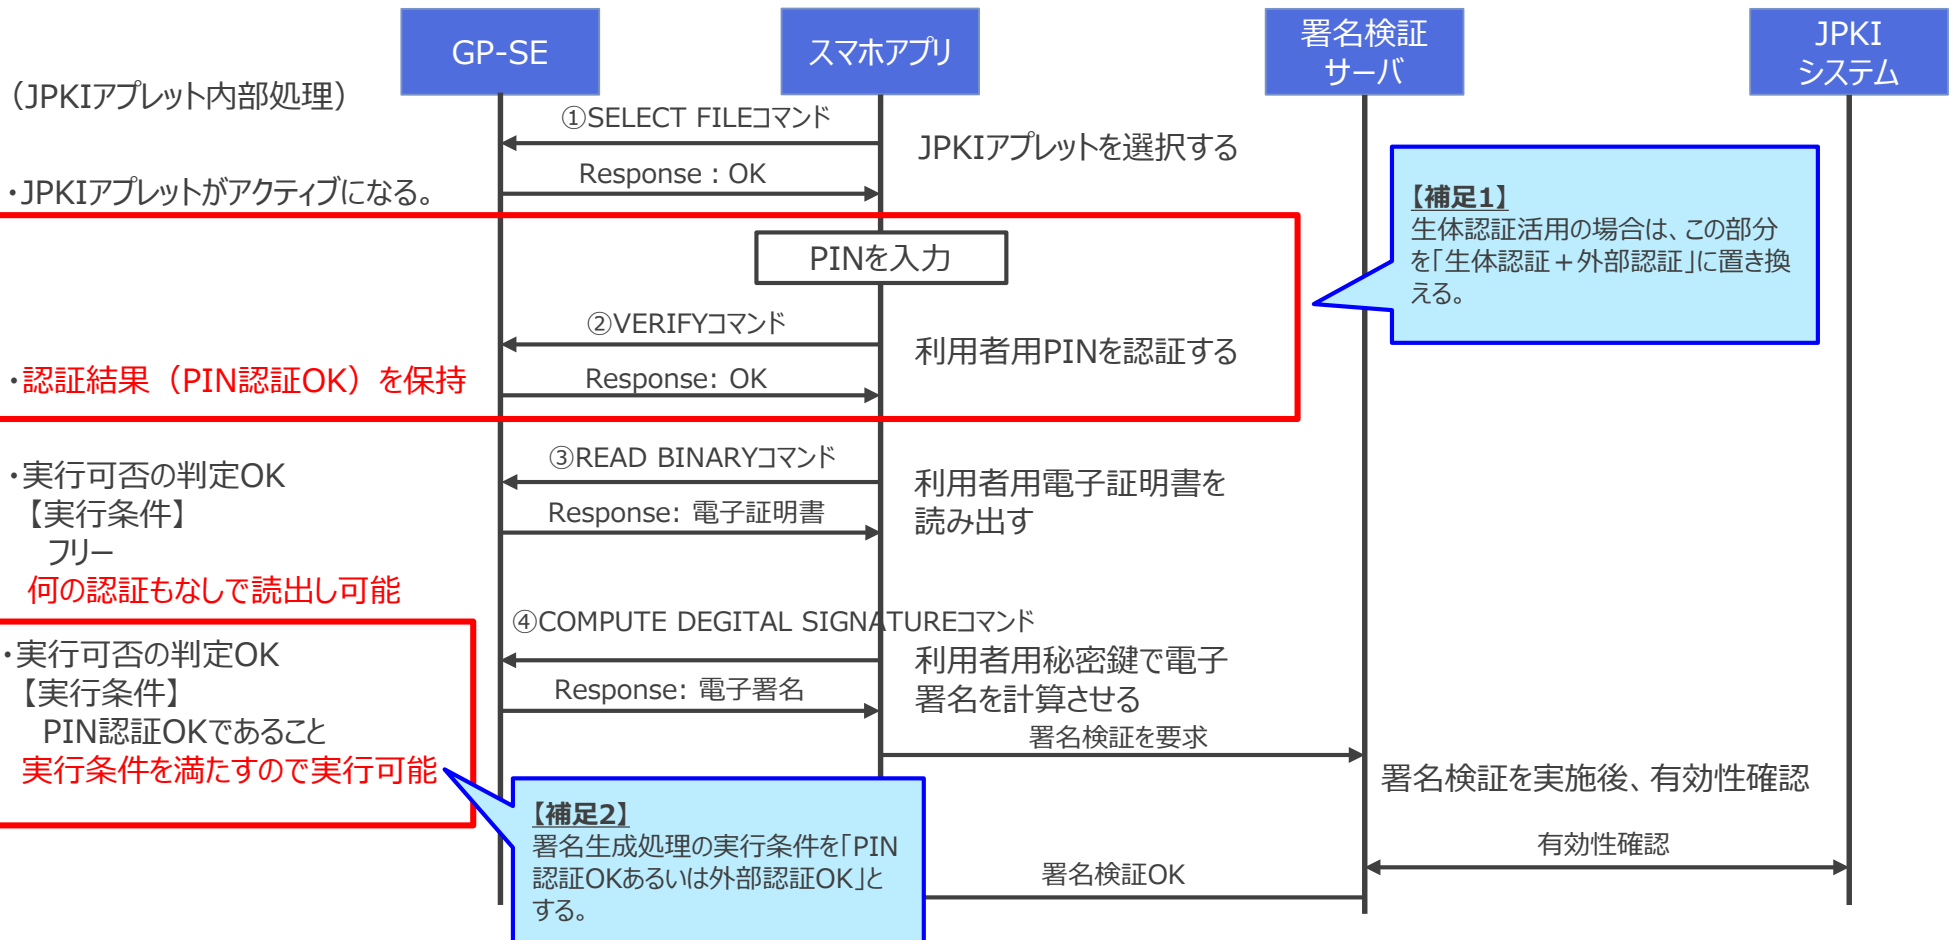 GP-SE
スマホアプリ
署名検証
サーバ
JPKI
システム
（JPKIアプレット内部処理）
①SELECT FILEコマンド
JPKIアプレットを選択する
Response : OK
・JPKIアプレットがアクティブになる。
【補足1】
生体認証活用の場合は、この部分
を「生体認証＋外部認証」に置き換
える。
PINを入力
②VERIFYコマンド
利用者用PINを認証する
・認証結果（PIN認証OK）を保持
Response: OK
③READ BINARYコマンド
・実行可否の判定OK
【実行条件】
フリー
何の認証もなしで読出し可能
利用者用電子証明書を
読み出す
Response: 電子証明書
④COMPUTE DEGITAL SIGNATUREコマンド
・実行可否の判定OK
【実行条件】
PIN認証OKであること
実行条件を満たすので実行可能
利用者用秘密鍵で電子
署名を計算させる
Response: 電子署名
署名検証を要求
署名検証を実施後、有効性確認
【補足2】
署名生成処理の実行条件を「PIN
認証OKあるいは外部認証OK」と
する。
有効性確認
署名検証OK